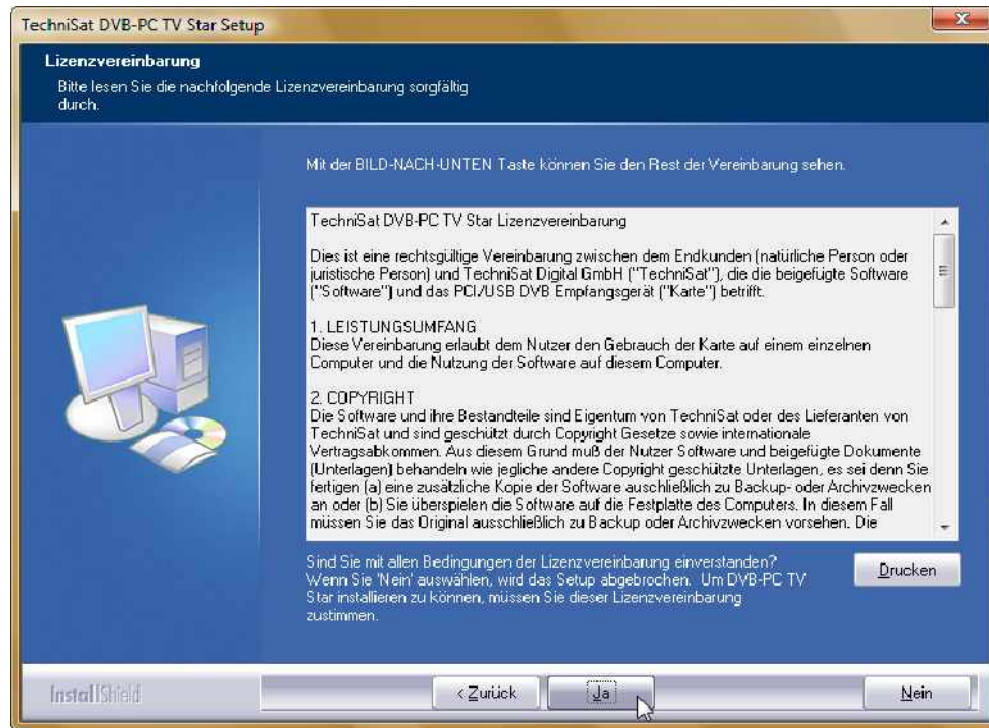 TechniSat DVB-PC TV Star Setup
Lizenzvereinbarung
Bitte lesen Sie die nachfolgende Lizenzvereinbarung sorgfältig
durch.
Mit der BILD-NACH-UNTEN Taste können Sie den Rest der Vereinbarung sehen.
TechniSat DVB-PC TV Star Lizenzvereinbarung
Dies ist eine rechtsgültige Vereinbarung zwischen dem Endkunden (natürliche Person oder
juristische Person) und TechniSat Digital GmbH ("TechniSat"), die die beigefügte Software
("Software") und das PCI/USB DVB Empfangsgerät ("Karte") betrifft.
1. LEISTUNGSUMFANG
Diese Vereinbarung erlaubt dem Nutzer den Gebrauch der Karte auf einem einzelnen
Computer und die Nutzung der Software auf diesem Computer.
2. COPYRIGHT
Die Software und ihre Bestandteile sind Eigentum von TechniSat oder des Lieferanten von
TechniSat und sind geschützt durch Copyright Gesetze sowie internationale
Vertragsabkommen. Aus diesem Grund muß der Nutzer Software und beigefügte Dokumente
(Unterlagen) behandeln wie jegliche andere Copyright geschützte Unterlagen, es sei denn Sie
fertigen (a) eine zusätzliche Kopie der Software auschließlich zu Backup- oder Archivzwecken
an oder (b) Sie überspielen die Software auf die Festplatte des Computers. In diesem Fall
müssen Sie das Original ausschließlich zu Backup oder Archivzwecken vorsehen. Die
Sind Sie mit allen Bedingungen der Lizenzvereinbarung einverstanden?
Wenn Sie 'Nein' auswählen, wird das Setup abgebrochen. Um DVB-PC TV
Star installieren zu können, müssen Sie dieser Lizenzvereinbarung
zustimmen.
Drucken
InstallShield
< Zurück
Ja
Nein